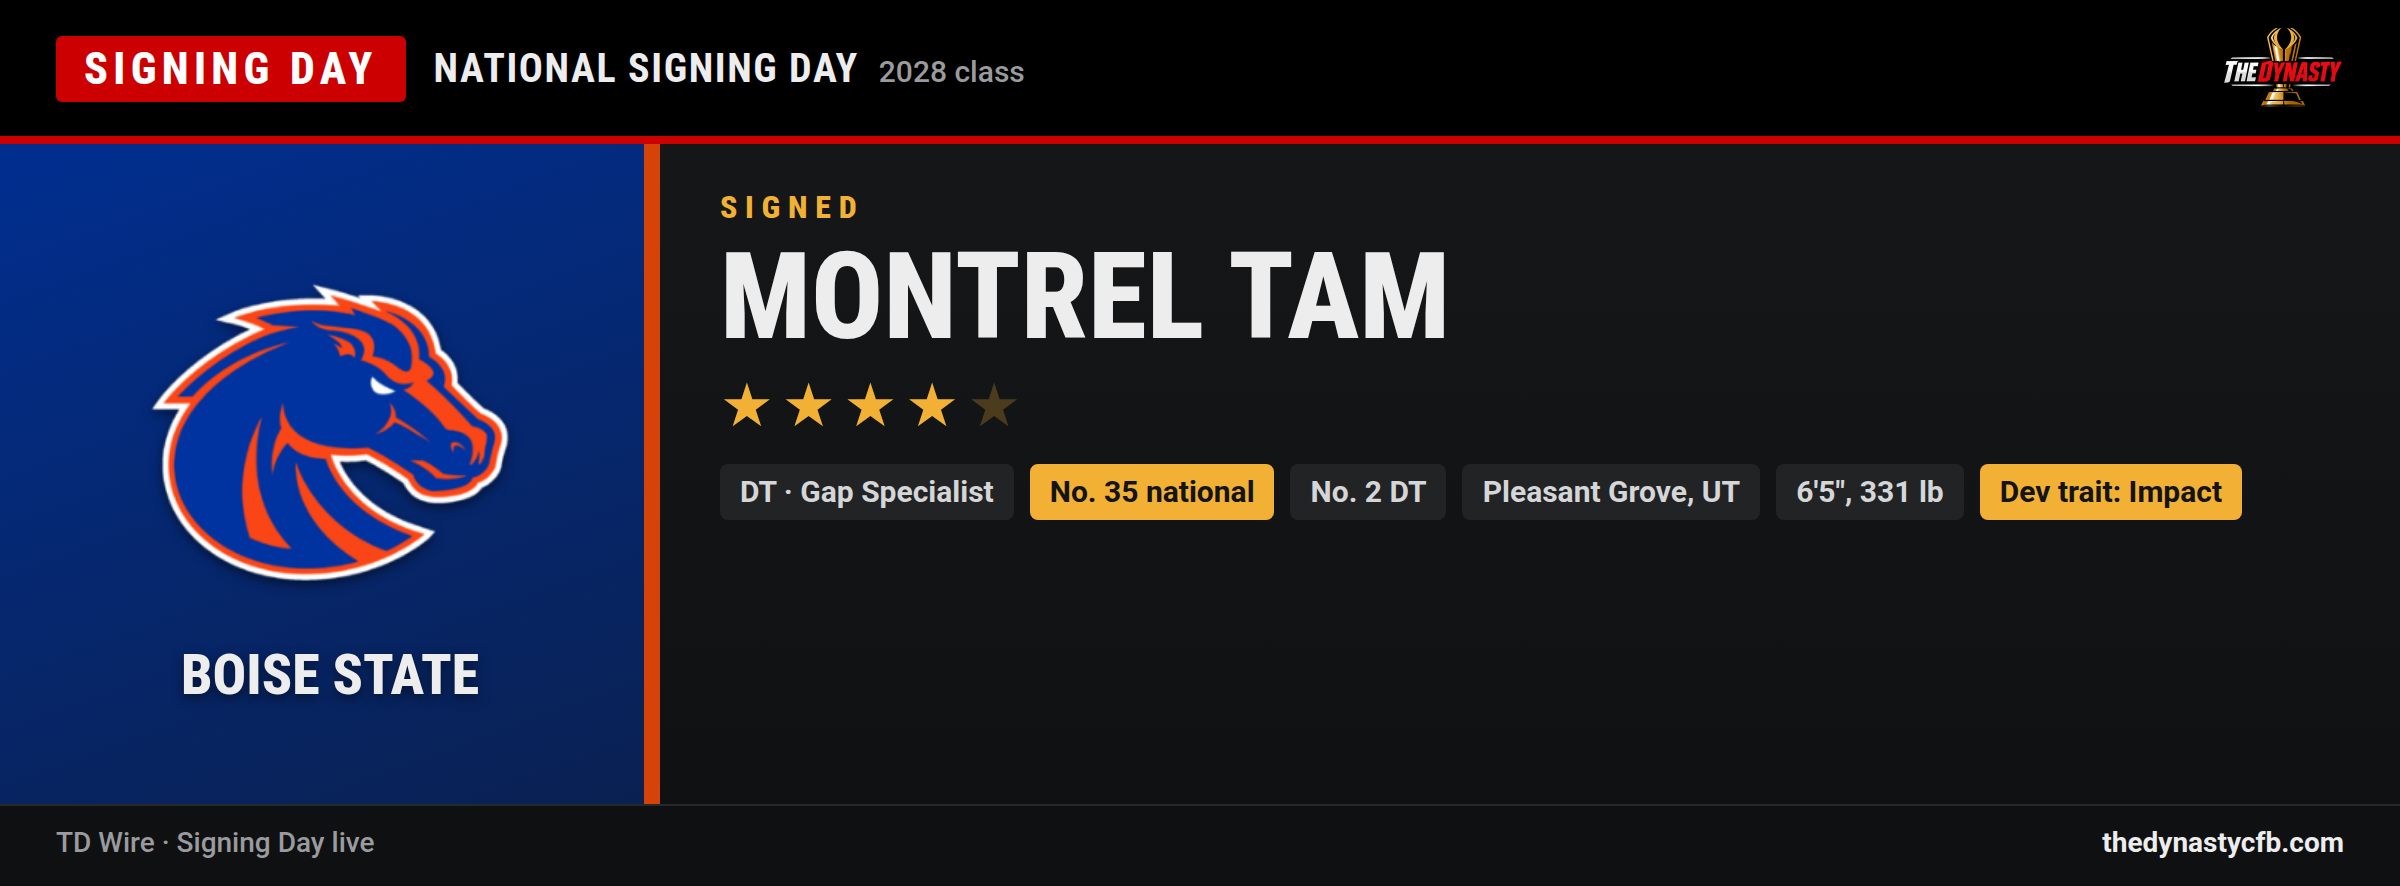 SIGNING DAY NATIONAL SIGNING DAY 2028 class
THE DYNASTY
SIGNED
MONTREL TAM
DT · Gap Specialist No. 35 national No. 2 DT Pleasant Grove, UT 6'5", 331 lb Dev trait: Impact
BOISE STATE
TD Wire · Signing Day live
thedynastycfb.com